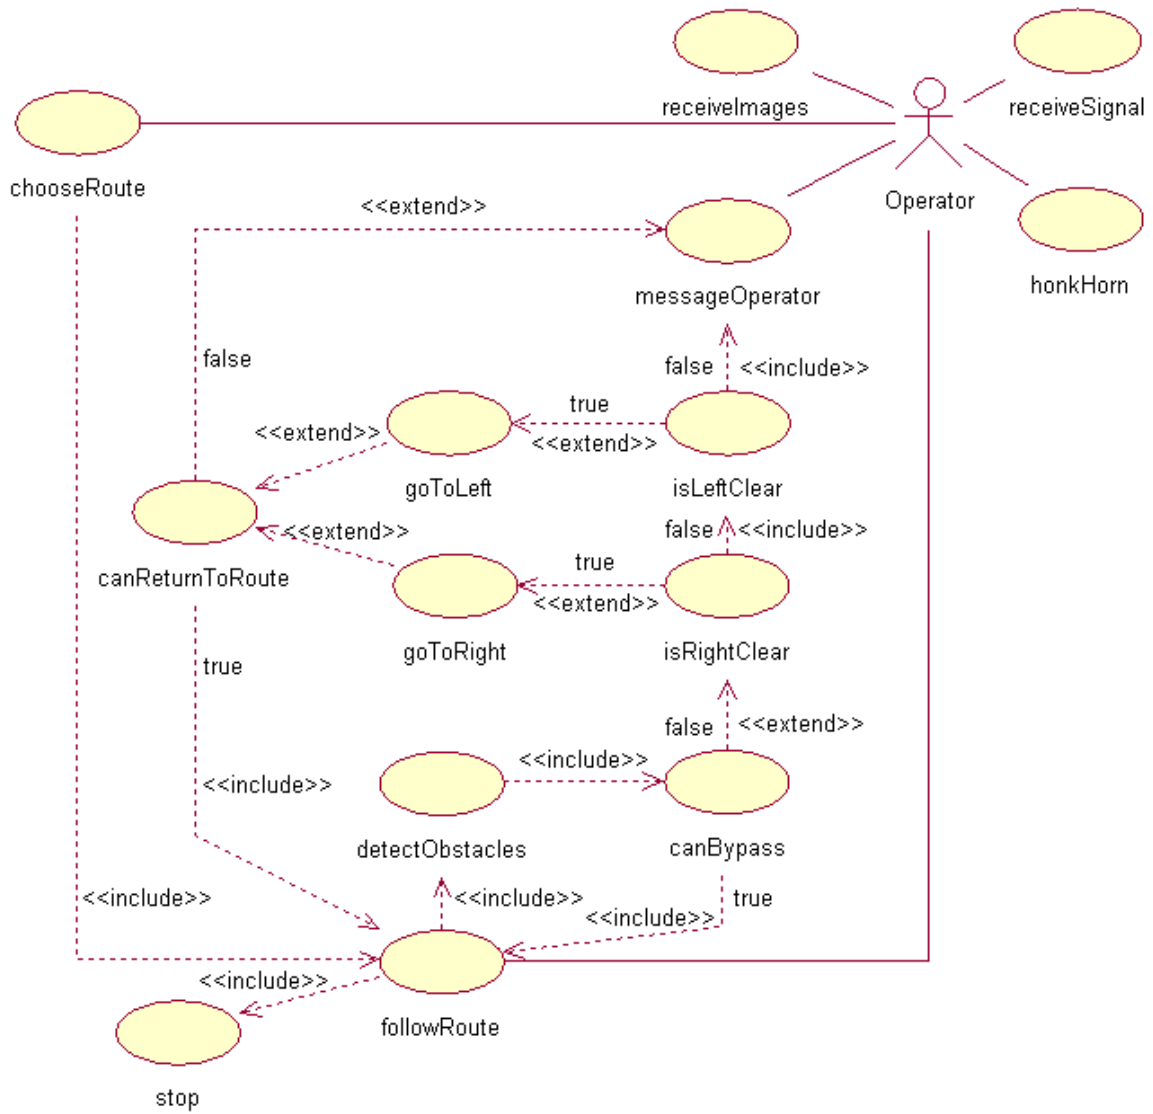 receiveImages
receiveSignal
chooseRoute
Operator
<<extend>>
honkHorn
messageOperator
false
false
<<include>>
true
<<extend>>
<<extend>>
goToLeft
isLeftClear
<<extend>>
false
<<include>>
true
canReturnToRoute
<<extend>>
goToRight
isRightClear
true
false
<<extend>>
<<include>>
<<include>>
detectObstacles
canBypass
<<include>>
<<include>>
true
<<include>>
<<include>>
followRoute
stop